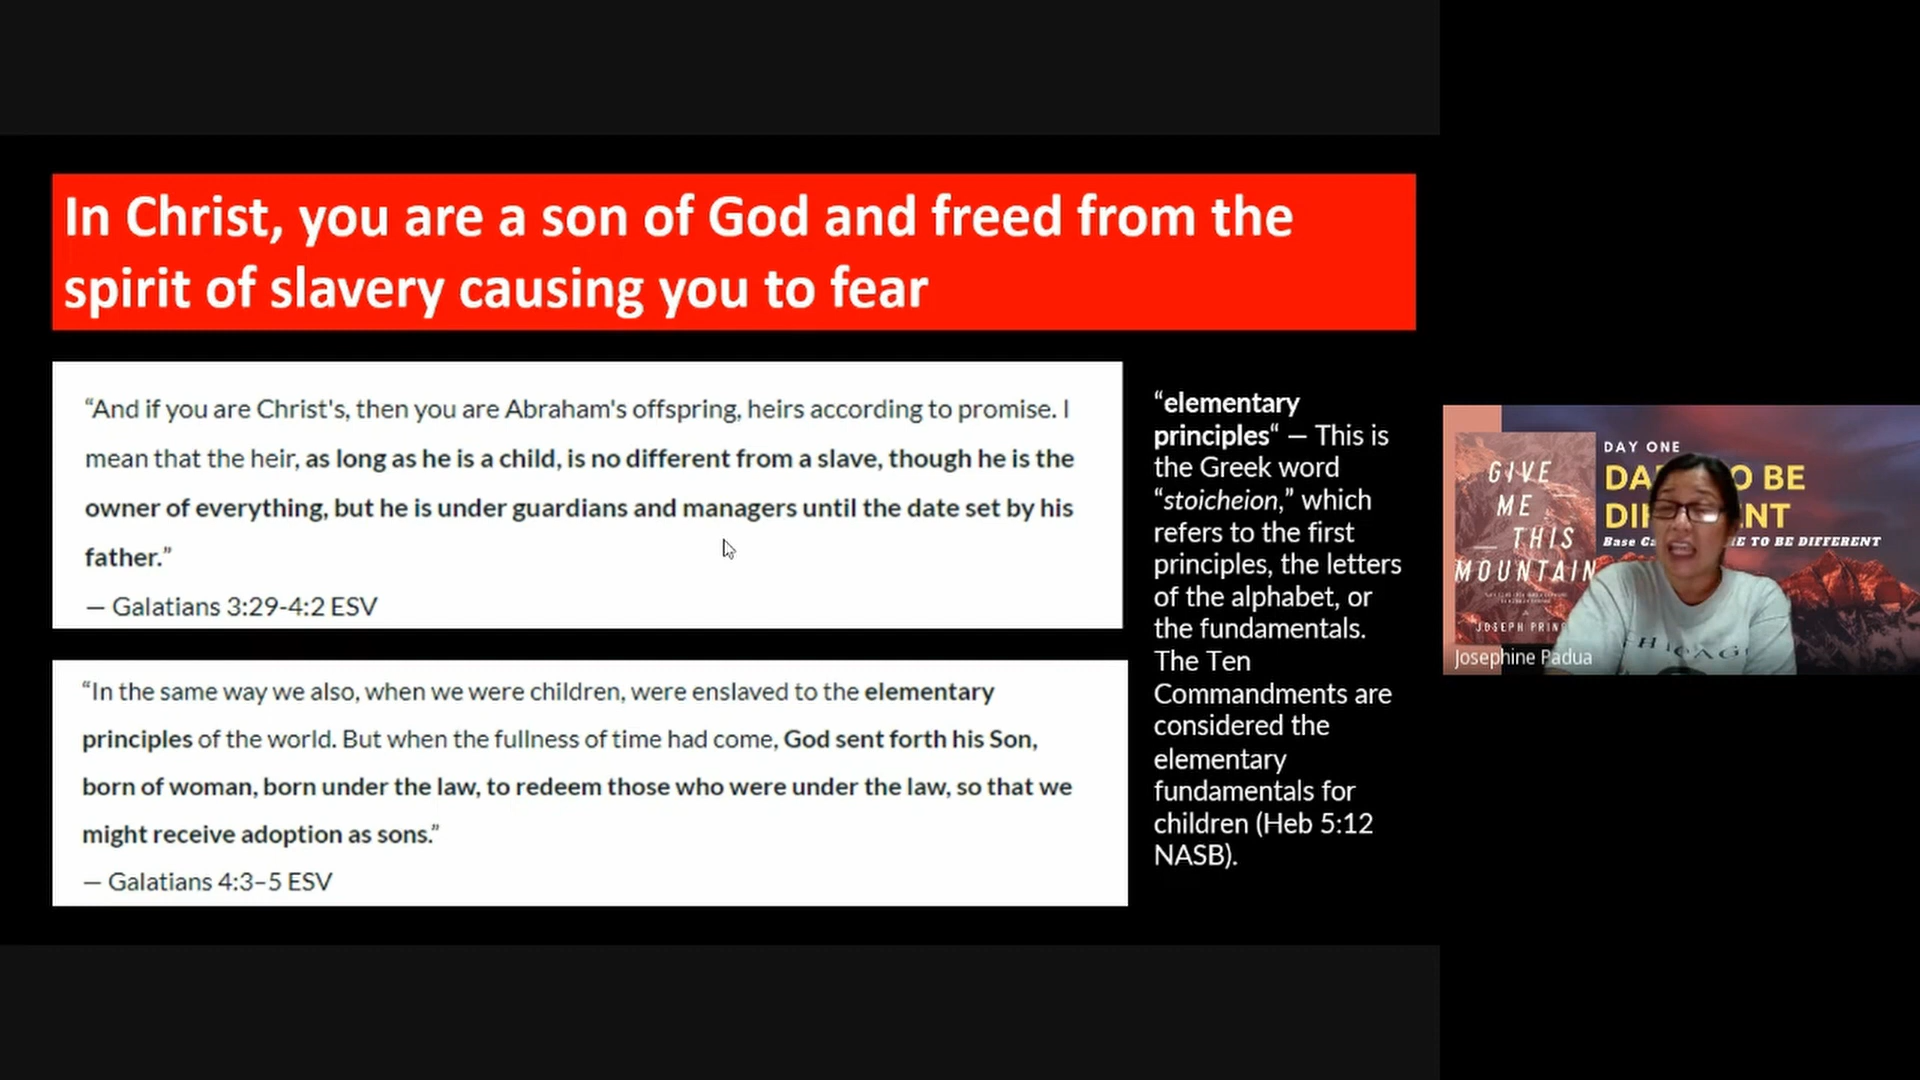 In Christ, you are a son of God and freed from the
spirit of slavery causing you to fear
“And if you are Christ's, then you are Abraham's offspring, heirs according to promise. I
mean that the heir, as long as he is a child, is no different from a slave, though he is the
owner of everything, but he is under guardians and managers until the date set by his
father.”
— Galatians 3:29-4:2 ESV
“In the same way we also, when we were children, were enslaved to the elementary
principles of the world. But when the fullness of time had come, God sent forth his Son,
born of woman, born under the law, to redeem those who were under the law, so that we
might receive adoption as sons.”
— Galatians 4:3–5 ESV
“elementary
principles“ — This is
the Greek word
“stoicheion,” which
refers to the first
principles, the letters
of the alphabet, or
the fundamentals.
The Ten
Commandments are
considered the
elementary
fundamentals for
children (Heb 5:12
NASB).
GIVE
ME
THIS
MOUNTAIN
JOSEPH PRIN
DAY ONE
DA O BE
DI ENT
Base E TO BE DIFFERENT
CHICAG
Josephine Padua